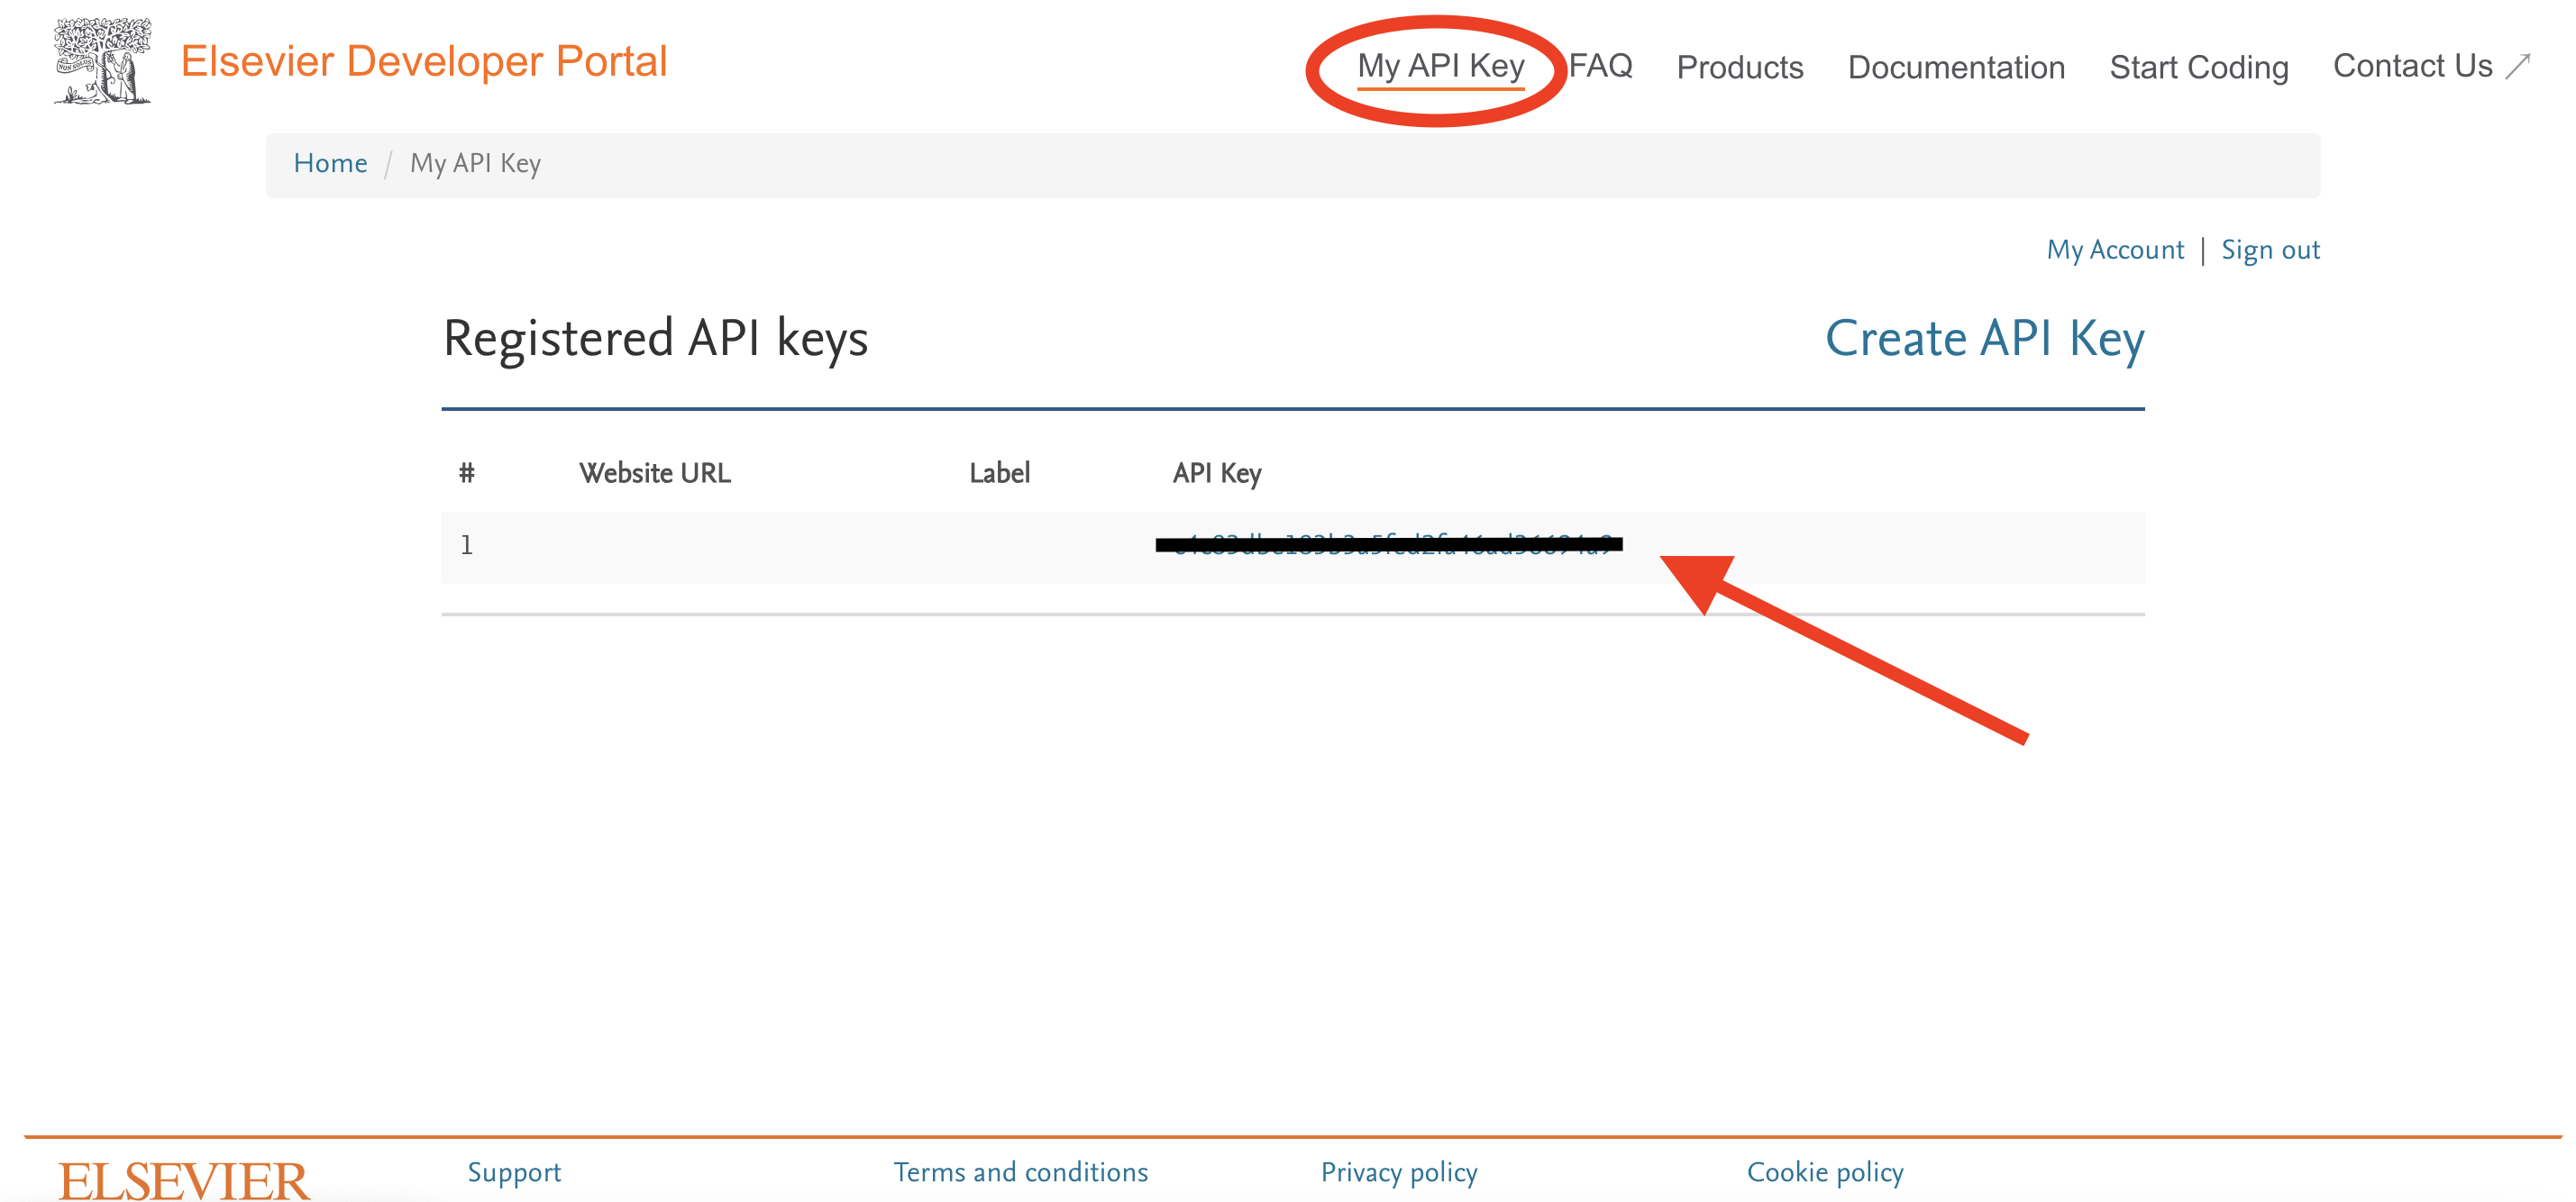 Elsevier Developer Portal
My API Key FAQ Products Documentation Start Coding Contact Us
Home / My API Key
My Account | Sign out
Registered API keys Create API Key
# Website URL Label API Key
1
ELSEVIER Support Terms and conditions Privacy policy Cookie policy